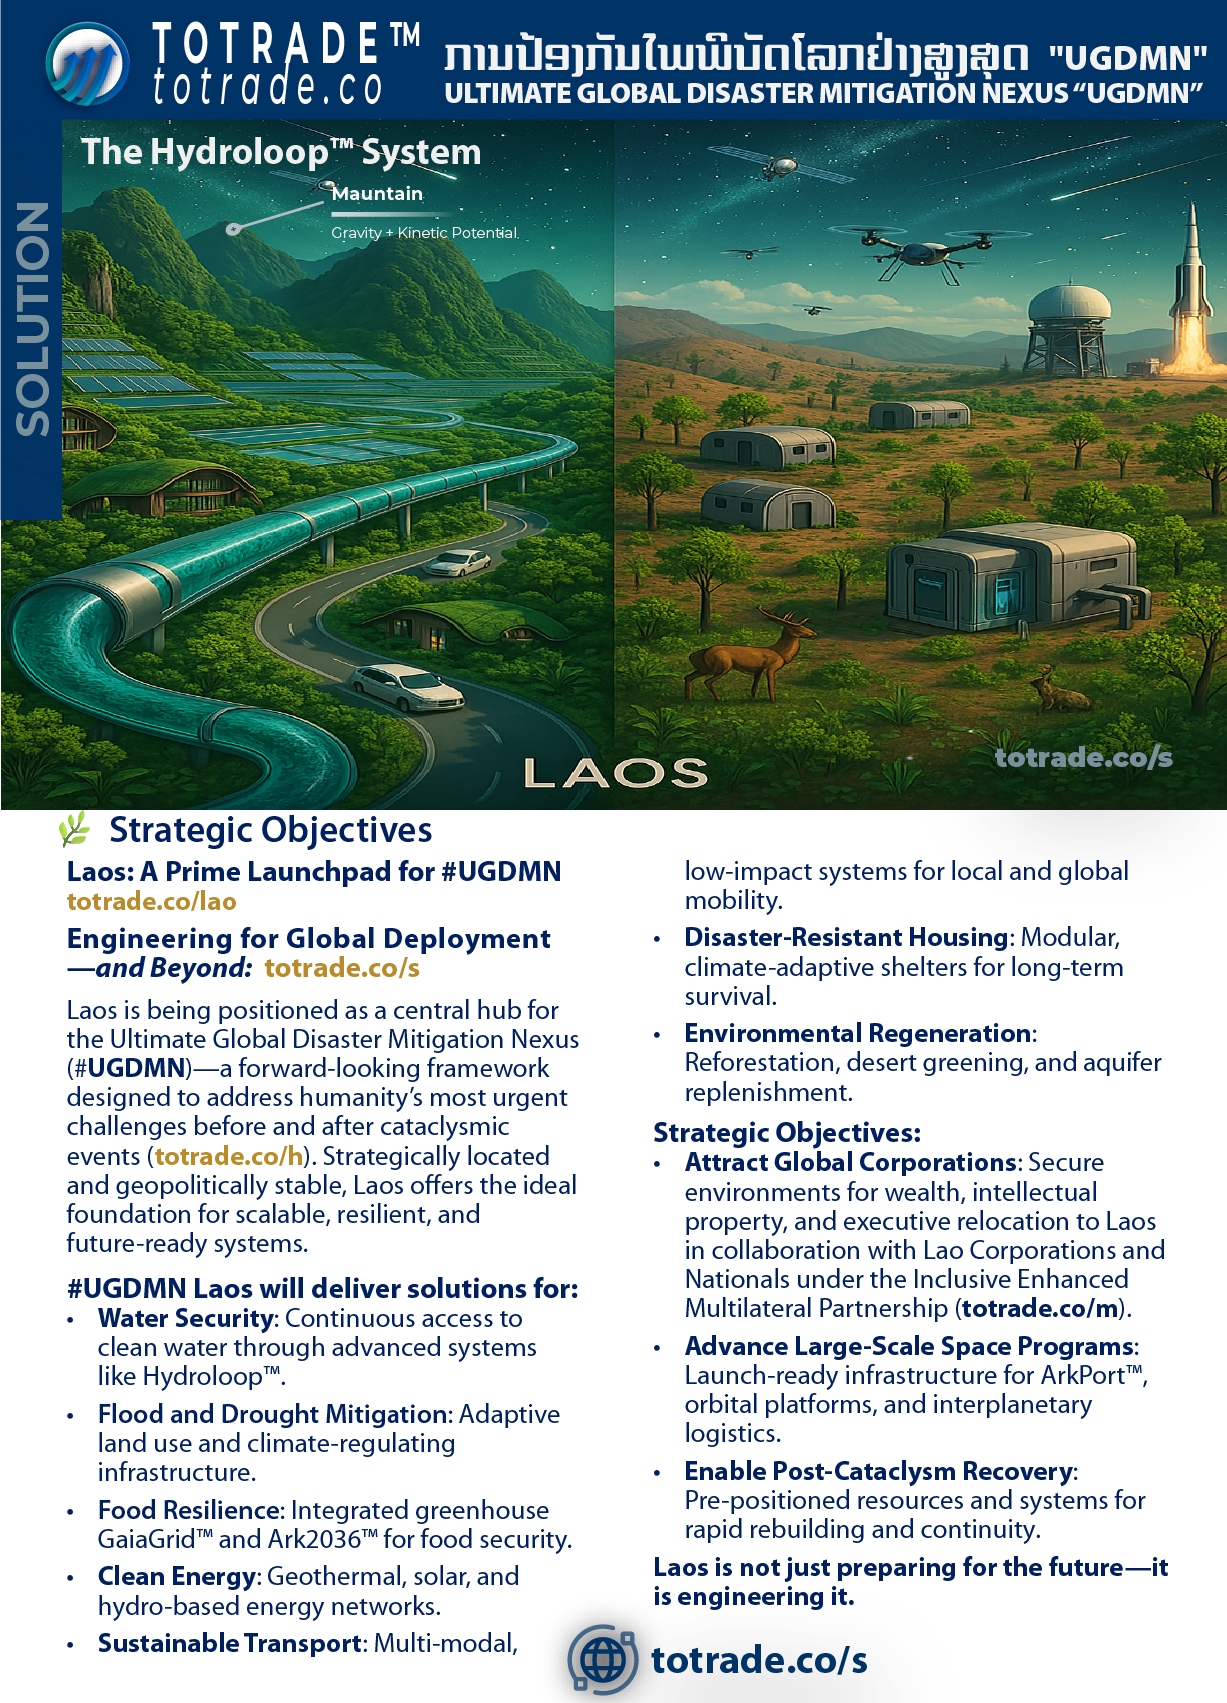 TOTRADE™
totrade.co
ການປ້ອງກັນໄພພິບັດໂລກຢ່າງສູງສຸດ "UGDMN"
ULTIMATE GLOBAL DISASTER MITIGATION NEXUS “UGDMN”
SOLUTION
The Hydroloop™ System
Mauntain
Gravity + Kinetic Potential.
LAOS
totrade.co/s
Strategic Objectives
Laos: A Prime Launchpad for #UGDMN
totrade.co/lao
Engineering for Global Deployment
—and Beyond: totrade.co/s
Laos is being positioned as a central hub for
the Ultimate Global Disaster Mitigation Nexus
(#UGDMN)—a forward-looking framework
designed to address humanity’s most urgent
challenges before and after cataclysmic
events (totrade.co/h). Strategically located
and geopolitically stable, Laos offers the ideal
foundation for scalable, resilient, and
future-ready systems.
#UGDMN Laos will deliver solutions for:
• Water Security: Continuous access to
clean water through advanced systems
like Hydroloop™.
• Flood and Drought Mitigation: Adaptive
land use and climate-regulating
infrastructure.
• Food Resilience: Integrated greenhouse
GaiaGrid™ and Ark2036™ for food security.
• Clean Energy: Geothermal, solar, and
hydro-based energy networks.
• Sustainable Transport: Multi-modal,
low-impact systems for local and global
mobility.
• Disaster-Resistant Housing: Modular,
climate-adaptive shelters for long-term
survival.
• Environmental Regeneration:
Reforestation, desert greening, and aquifer
replenishment.
Strategic Objectives:
• Attract Global Corporations: Secure
environments for wealth, intellectual
property, and executive relocation to Laos
in collaboration with Lao Corporations and
Nationals under the Inclusive Enhanced
Multilateral Partnership (totrade.co/m).
• Advance Large-Scale Space Programs:
Launch-ready infrastructure for ArkPort™,
orbital platforms, and interplanetary
logistics.
• Enable Post-Cataclysm Recovery:
Pre-positioned resources and systems for
rapid rebuilding and continuity.
Laos is not just preparing for the future—it
is engineering it.
totrade.co/s